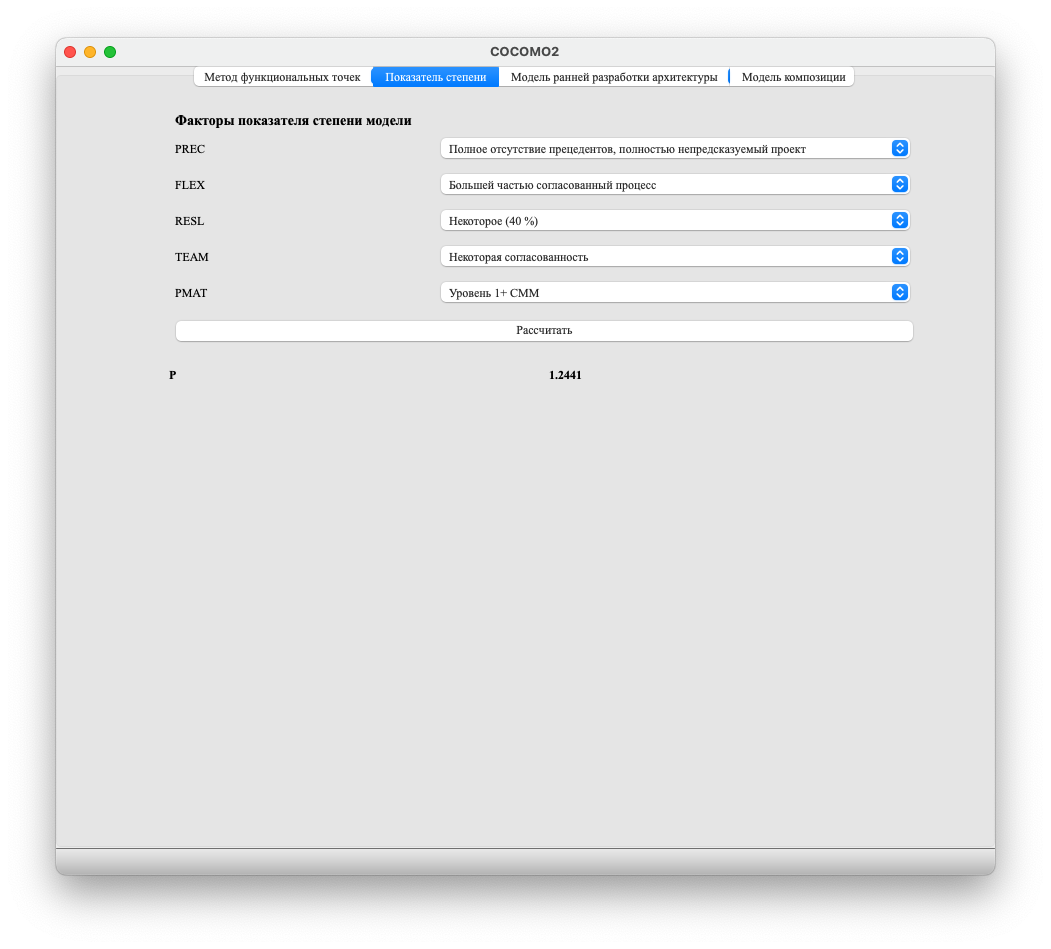 COCOMO2
Метод функциональных точек Показатель степени Модель ранней разработки архитектуры Модель композиции
Факторы показателя степени модели
PREC Полное отсутствие прецедентов, полностью непредсказуемый проект
FLEX Большей частью согласованный процесс
RESL Некоторое (40 %)
TEAM Некоторая согласованность
PMAT Уровень 1+ СММ
Рассчитать
P 1.2441